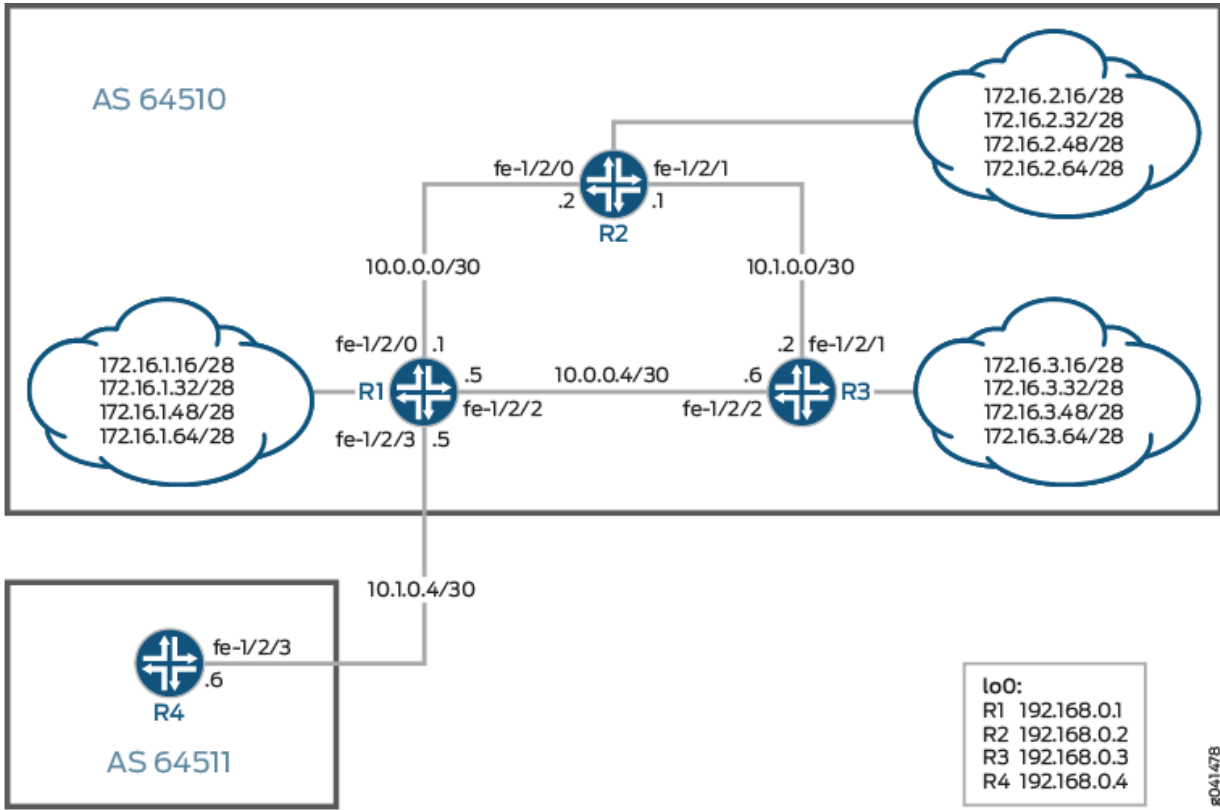 AS 64510
172.16.2.16/28
172.16.2.32/28
172.16.2.48/28
172.16.2.64/28
fe-1/2/0
fe-1/2/1
.2
.1
R2
10.0.0.0/30
10.1.0.0/30
172.16.1.16/28
172.16.1.32/28
172.16.1.48/28
172.16.1.64/28
fe-1/2/0
.1
R1
.5
fe-1/2/2
fe-1/2/3
.5
10.0.0.4/30
.2
fe-1/2/1
.6
fe-1/2/2
R3
172.16.3.16/28
172.16.3.32/28
172.16.3.48/28
172.16.3.64/28
10.1.0.4/30
fe-1/2/3
.6
R4
AS 64511
lo0:
R1 192.168.0.1
R2 192.168.0.2
R3 192.168.0.3
R4 192.168.0.4
g041478